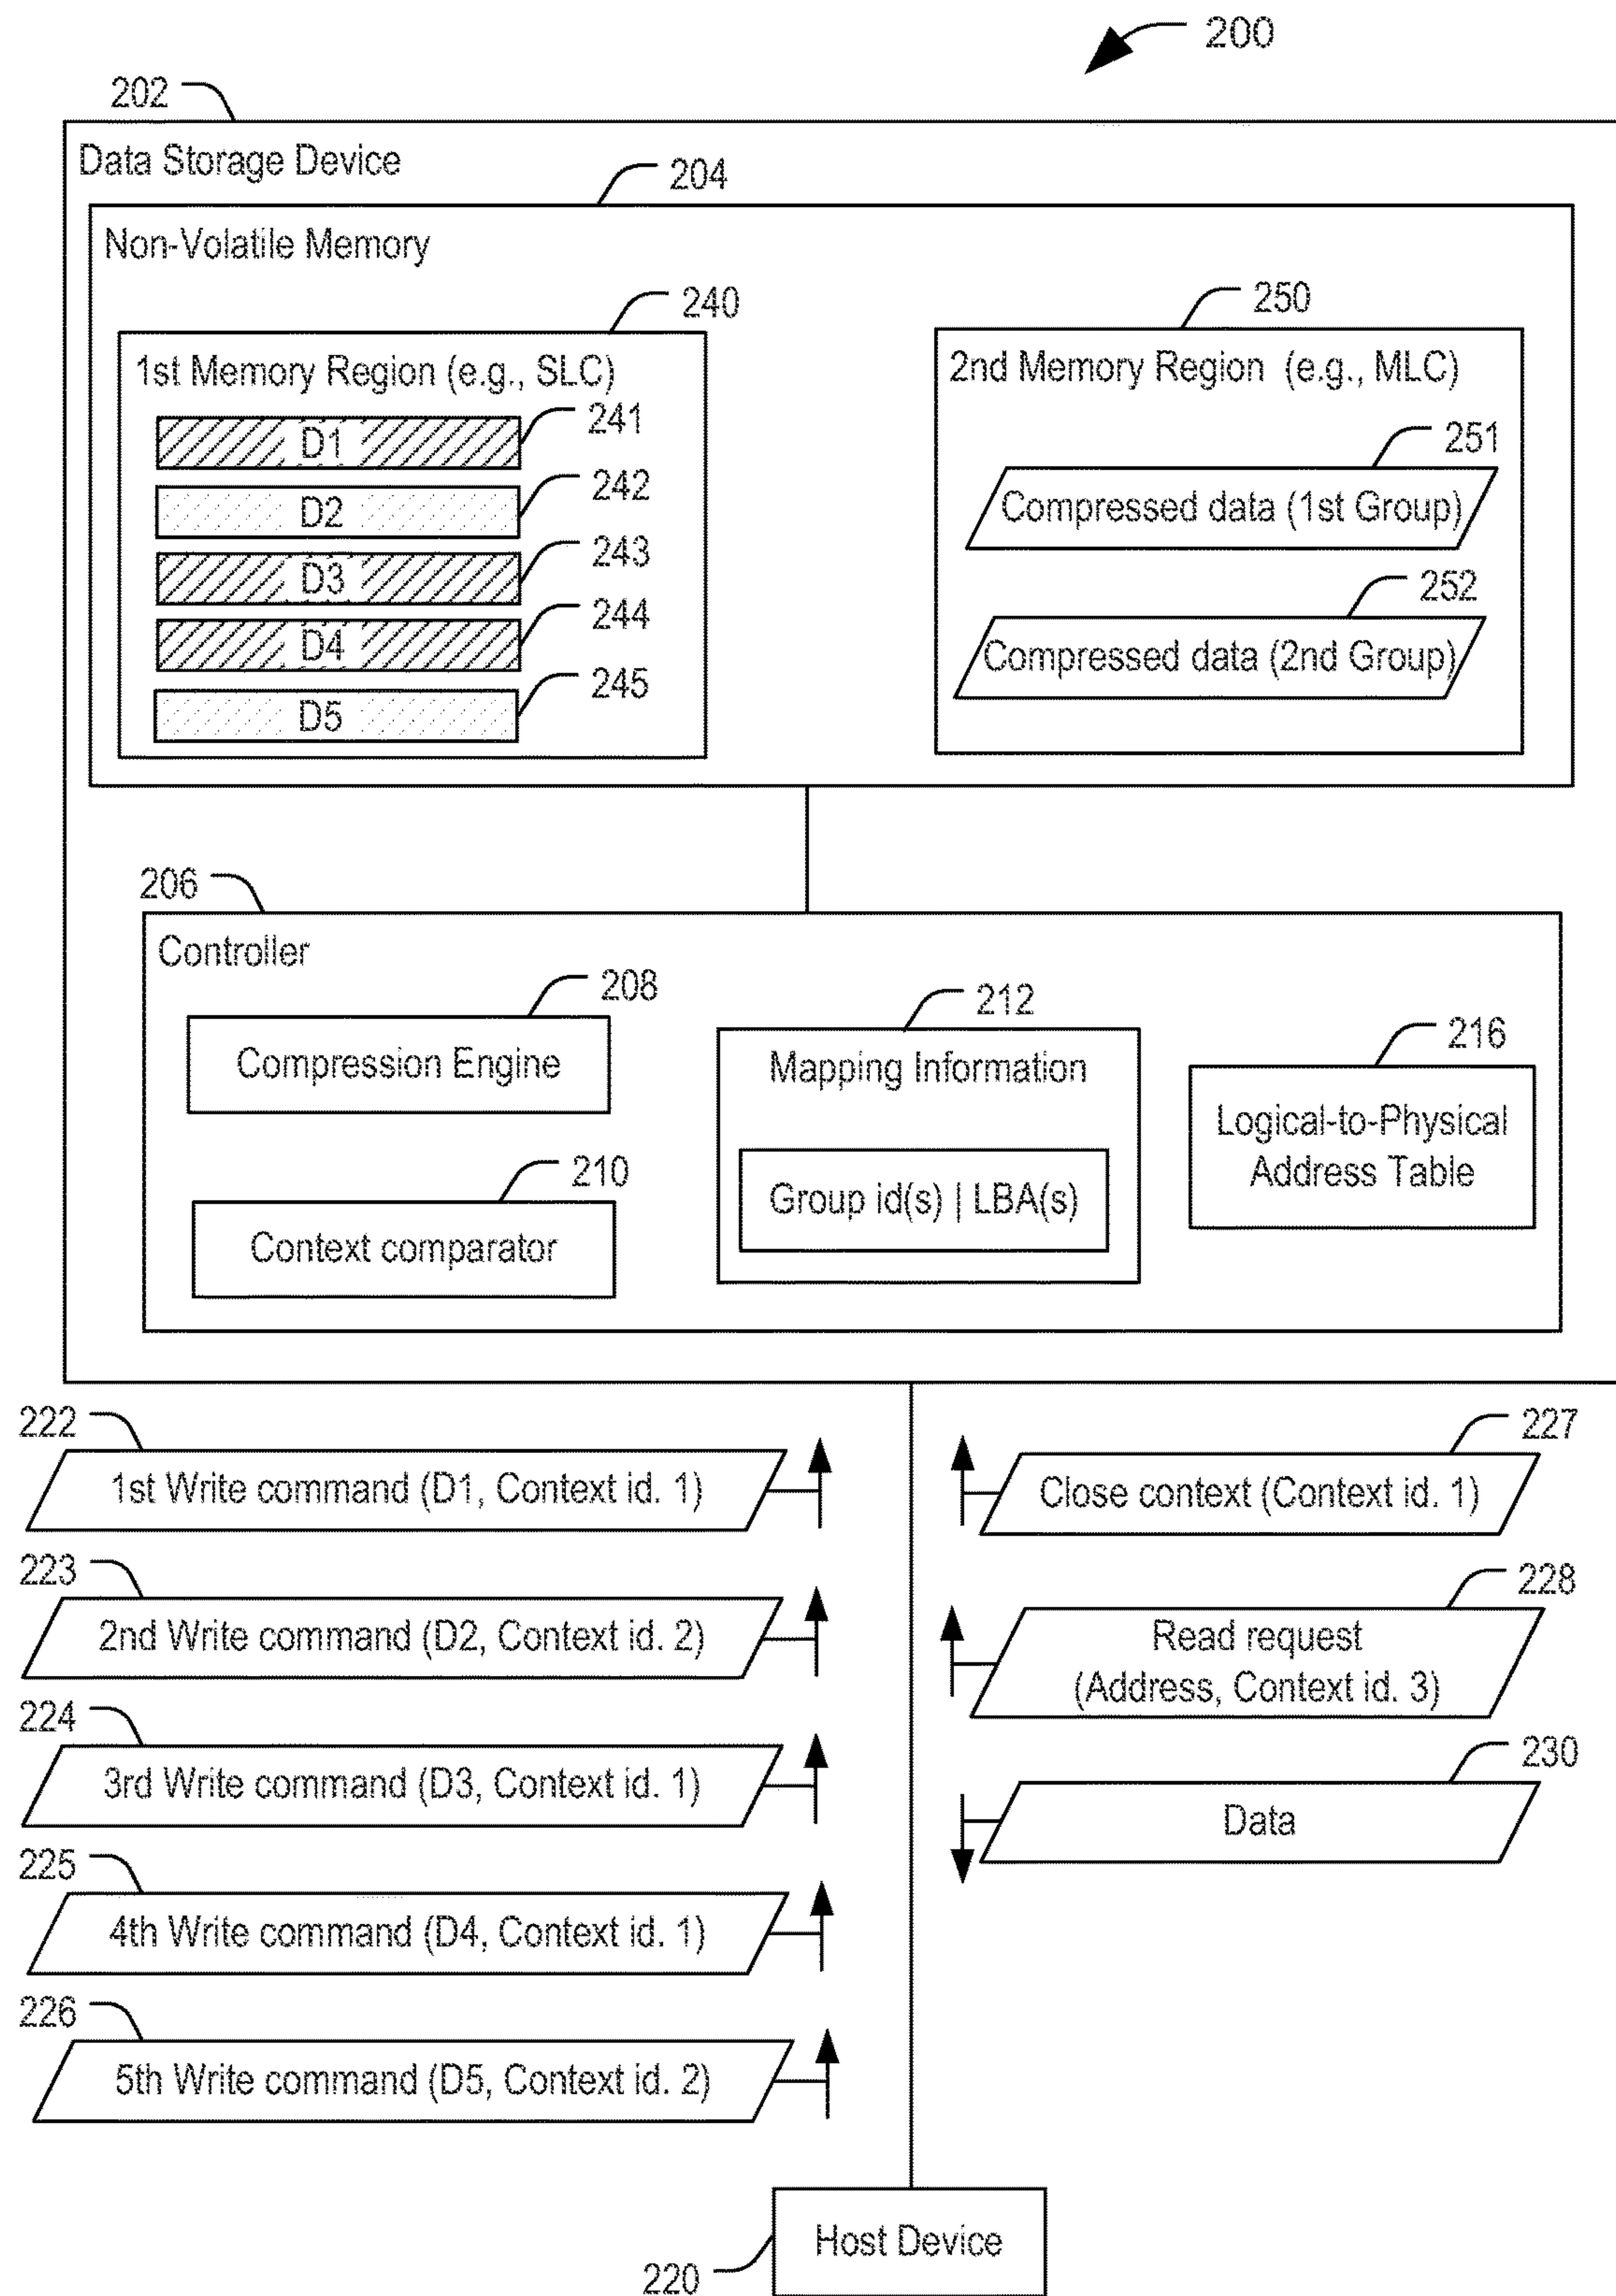 200
202
Data Storage Device
204
Non-Volatile Memory
240
250
1st Memory Region (e.g., SLC)
2nd Memory Region (e.g., MLC)
D1
241
D2
242
D3
243
D4
244
D5
245
251
Compressed data (1st Group)
252
Compressed data (2nd Group)
206
Controller
208
Compression Engine
210
Context comparator
212
Mapping Information
Group id(s) | LBA(s)
216
Logical-to-Physical
Address Table
222
1st Write command (D1, Context id. 1)
223
2nd Write command (D2, Context id. 2)
224
3rd Write command (D3, Context id. 1)
225
4th Write command (D4, Context id. 1)
226
5th Write command (D5, Context id. 2)
227
Close context (Context id. 1)
228
Read request
(Address, Context id. 3)
230
Data
Host Device
220